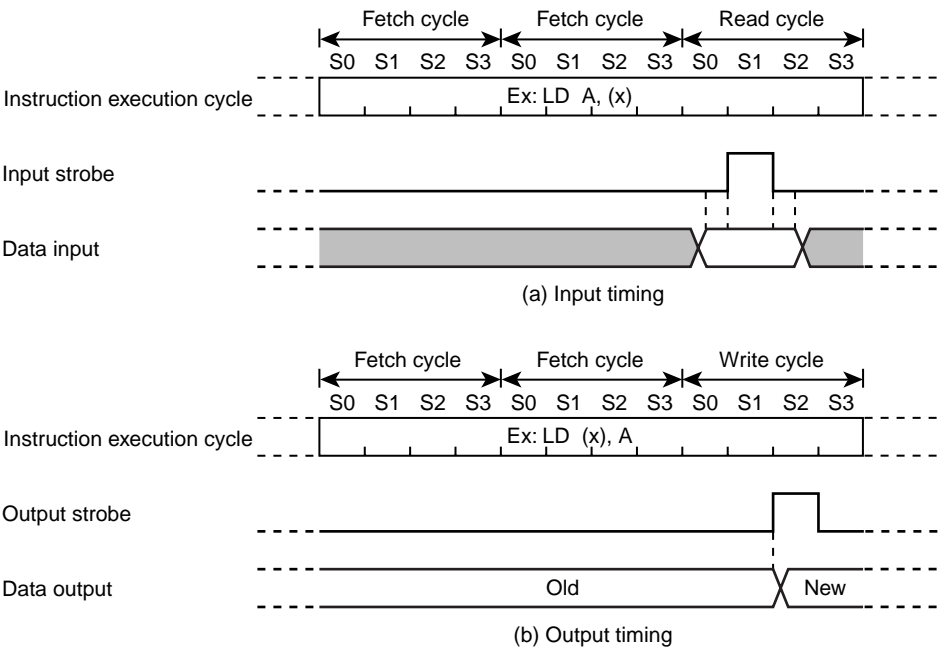 Fetch cycle Fetch cycle Read cycle
S0 S1 S2 S3 S0 S1 S2 S3 S0 S1 S2 S3
Instruction execution cycle Ex: LD A, (x)
Input strobe
Data input
(a) Input timing
Fetch cycle Fetch cycle Write cycle
S0 S1 S2 S3 S0 S1 S2 S3 S0 S1 S2 S3
Instruction execution cycle Ex: LD (x), A
Output strobe
Data output Old New
(b) Output timing